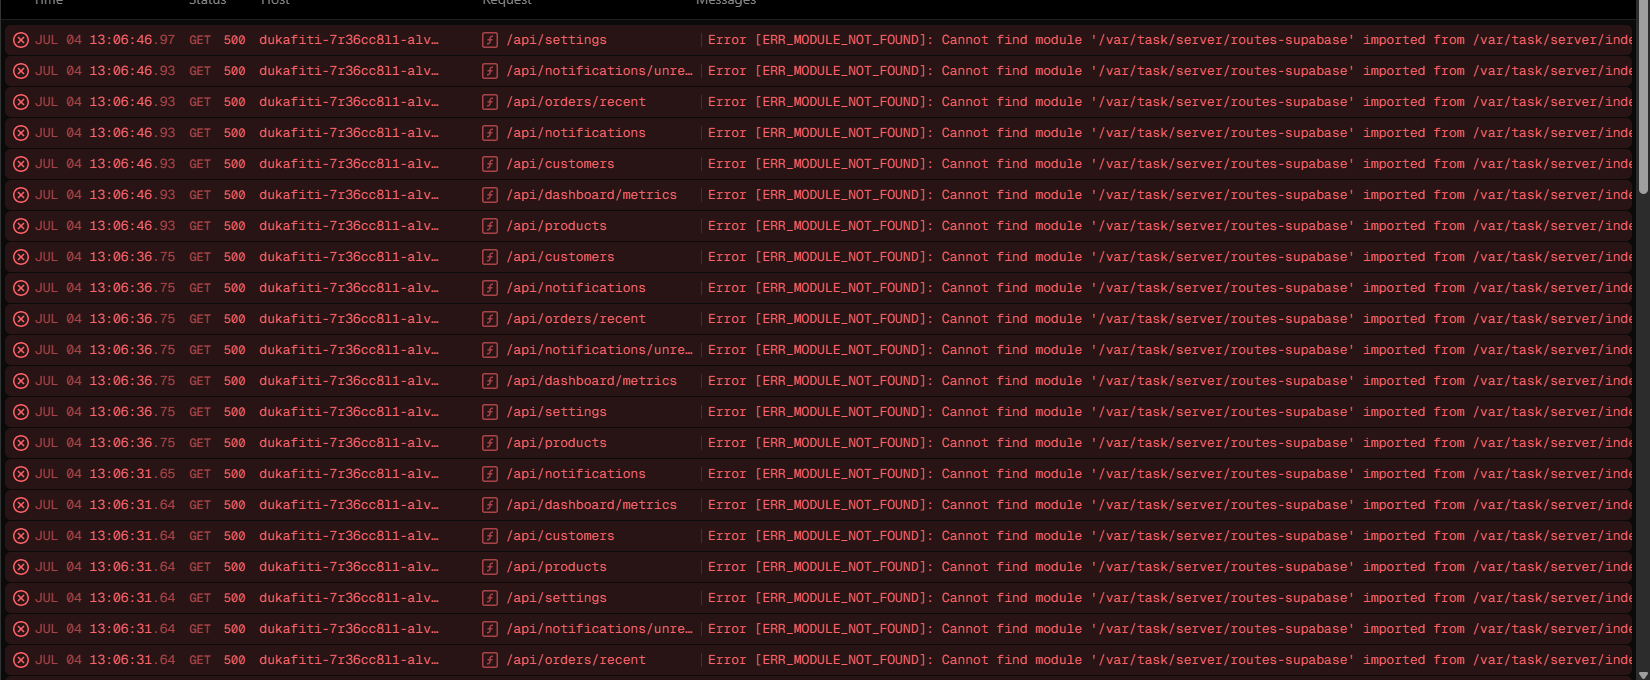 Time Status Host Request Messages
JUL 04 13:06:46.97 GET 500 dukafiti-7r36cc8l1-alv… /api/settings Error [ERR_MODULE_NOT_FOUND]: Cannot find module '/var/task/server/routes-supabase' imported from /var/task/server/inde
JUL 04 13:06:46.93 GET 500 dukafiti-7r36cc8l1-alv… /api/notifications/unre… Error [ERR_MODULE_NOT_FOUND]: Cannot find module '/var/task/server/routes-supabase' imported from /var/task/server/inde
JUL 04 13:06:46.93 GET 500 dukafiti-7r36cc8l1-alv… /api/orders/recent Error [ERR_MODULE_NOT_FOUND]: Cannot find module '/var/task/server/routes-supabase' imported from /var/task/server/inde
JUL 04 13:06:46.93 GET 500 dukafiti-7r36cc8l1-alv… /api/notifications Error [ERR_MODULE_NOT_FOUND]: Cannot find module '/var/task/server/routes-supabase' imported from /var/task/server/inde
JUL 04 13:06:46.93 GET 500 dukafiti-7r36cc8l1-alv… /api/customers Error [ERR_MODULE_NOT_FOUND]: Cannot find module '/var/task/server/routes-supabase' imported from /var/task/server/inde
JUL 04 13:06:46.93 GET 500 dukafiti-7r36cc8l1-alv… /api/dashboard/metrics Error [ERR_MODULE_NOT_FOUND]: Cannot find module '/var/task/server/routes-supabase' imported from /var/task/server/inde
JUL 04 13:06:46.93 GET 500 dukafiti-7r36cc8l1-alv… /api/products Error [ERR_MODULE_NOT_FOUND]: Cannot find module '/var/task/server/routes-supabase' imported from /var/task/server/inde
JUL 04 13:06:36.75 GET 500 dukafiti-7r36cc8l1-alv… /api/customers Error [ERR_MODULE_NOT_FOUND]: Cannot find module '/var/task/server/routes-supabase' imported from /var/task/server/inde
JUL 04 13:06:36.75 GET 500 dukafiti-7r36cc8l1-alv… /api/notifications Error [ERR_MODULE_NOT_FOUND]: Cannot find module '/var/task/server/routes-supabase' imported from /var/task/server/inde
JUL 04 13:06:36.75 GET 500 dukafiti-7r36cc8l1-alv… /api/orders/recent Error [ERR_MODULE_NOT_FOUND]: Cannot find module '/var/task/server/routes-supabase' imported from /var/task/server/inde
JUL 04 13:06:36.75 GET 500 dukafiti-7r36cc8l1-alv… /api/notifications/unre… Error [ERR_MODULE_NOT_FOUND]: Cannot find module '/var/task/server/routes-supabase' imported from /var/task/server/inde
JUL 04 13:06:36.75 GET 500 dukafiti-7r36cc8l1-alv… /api/dashboard/metrics Error [ERR_MODULE_NOT_FOUND]: Cannot find module '/var/task/server/routes-supabase' imported from /var/task/server/inde
JUL 04 13:06:36.75 GET 500 dukafiti-7r36cc8l1-alv… /api/settings Error [ERR_MODULE_NOT_FOUND]: Cannot find module '/var/task/server/routes-supabase' imported from /var/task/server/inde
JUL 04 13:06:36.75 GET 500 dukafiti-7r36cc8l1-alv… /api/products Error [ERR_MODULE_NOT_FOUND]: Cannot find module '/var/task/server/routes-supabase' imported from /var/task/server/inde
JUL 04 13:06:31.65 GET 500 dukafiti-7r36cc8l1-alv… /api/notifications Error [ERR_MODULE_NOT_FOUND]: Cannot find module '/var/task/server/routes-supabase' imported from /var/task/server/inde
JUL 04 13:06:31.64 GET 500 dukafiti-7r36cc8l1-alv… /api/dashboard/metrics Error [ERR_MODULE_NOT_FOUND]: Cannot find module '/var/task/server/routes-supabase' imported from /var/task/server/inde
JUL 04 13:06:31.64 GET 500 dukafiti-7r36cc8l1-alv… /api/customers Error [ERR_MODULE_NOT_FOUND]: Cannot find module '/var/task/server/routes-supabase' imported from /var/task/server/inde
JUL 04 13:06:31.64 GET 500 dukafiti-7r36cc8l1-alv… /api/products Error [ERR_MODULE_NOT_FOUND]: Cannot find module '/var/task/server/routes-supabase' imported from /var/task/server/inde
JUL 04 13:06:31.64 GET 500 dukafiti-7r36cc8l1-alv… /api/settings Error [ERR_MODULE_NOT_FOUND]: Cannot find module '/var/task/server/routes-supabase' imported from /var/task/server/inde
JUL 04 13:06:31.64 GET 500 dukafiti-7r36cc8l1-alv… /api/notifications/unre… Error [ERR_MODULE_NOT_FOUND]: Cannot find module '/var/task/server/routes-supabase' imported from /var/task/server/inde
JUL 04 13:06:31.64 GET 500 dukafiti-7r36cc8l1-alv… /api/orders/recent Error [ERR_MODULE_NOT_FOUND]: Cannot find module '/var/task/server/routes-supabase' imported from /var/task/server/inde